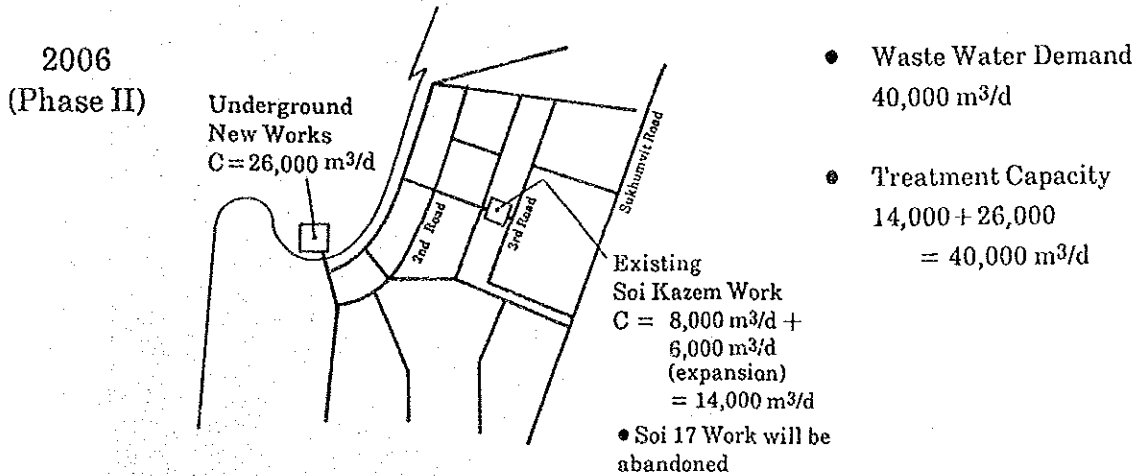 2006
(Phase II)
Underground
New Works
C=26,000 m³/d
2nd Road
3rd Road
Sukhumvit Road
Existing
Soi Kazem Work
C = 8,000 m³/d +
6,000 m³/d
(expansion)
= 14,000 m³/d
● Soi 17 Work will be
abandoned
● Waste Water Demand
40,000 m³/d
● Treatment Capacity
14,000+26,000
= 40,000 m³/d